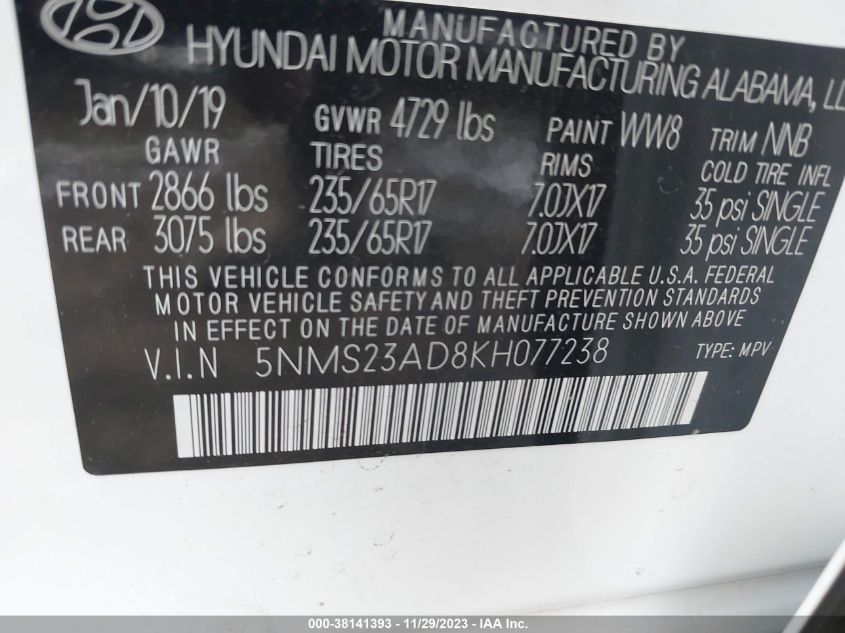 MANUFACTURED BY
HYUNDAI MOTOR MANUFACTURING ALABAMA, LL
Jan/10/19 GVWR 4729 lbs PAINT WW8 TRIM NNB
GAWR TIRES RIMS COLD TIRE INFL
FRONT 2866 lbs 235/65R17 7.0JX17 35 psi SINGLE
REAR 3075 lbs 235/65R17 7.0JX17 35 psi SINGLE
THIS VEHICLE CONFORMS TO ALL APPLICABLE U.S.A. FEDERAL
MOTOR VEHICLE SAFETY AND THEFT PREVENTION STANDARDS
IN EFFECT ON THE DATE OF MANUFACTURE SHOWN ABOVE
V.I.N 5NMS23AD8KH077238 TYPE: MPV
000-38141393 - 11/29/2023 - IAA Inc.